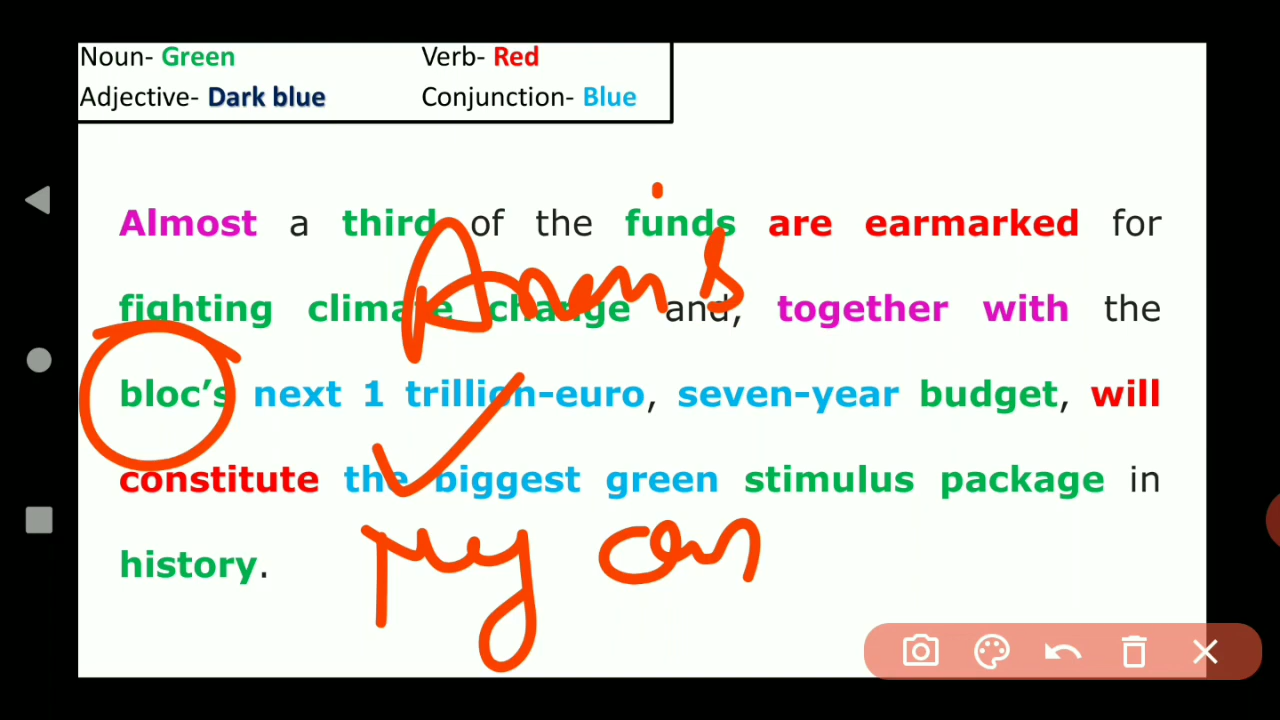 Noun- Green Verb- Red
Adjective- Dark blue Conjunction- Blue
Almost a third of the funds are earmarked for
fighting climate change and, together with the
bloc's next 1 trillion-euro, seven-year budget, will
constitute the biggest green stimulus package in
history.
My